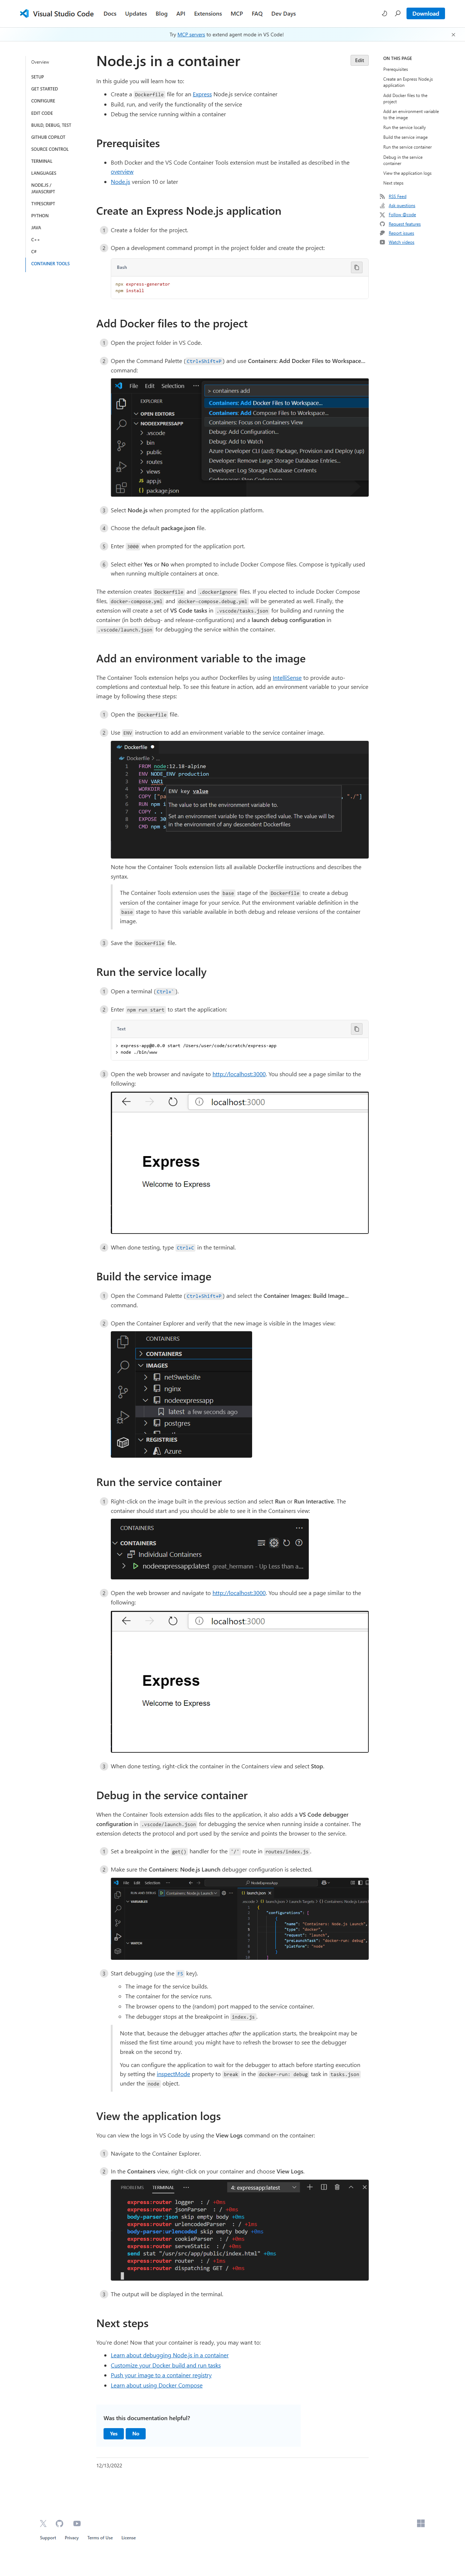 Visual Studio Code
Docs
Updates
Blog
API
Extensions
MCP
FAQ
Dev Days
Download
Try MCP servers to extend agent mode in VS Code!
Overview
SETUP
GET STARTED
CONFIGURE
EDIT CODE
BUILD, DEBUG, TEST
GITHUB COPILOT
SOURCE CONTROL
TERMINAL
LANGUAGES
NODE.JS /
JAVASCRIPT
TYPESCRIPT
PYTHON
JAVA
C++
C#
CONTAINER TOOLS
Node.js in a container
Edit
In this guide you will learn how to:
Create a Dockerfile file for an Express Node.js service container
Build, run, and verify the functionality of the service
Debug the service running within a container
Prerequisites
Both Docker and the VS Code Container Tools extension must be installed as described in the
overview
Node.js version 10 or later
Create an Express Node.js application
1 Create a folder for the project.
2 Open a development command prompt in the project folder and create the project:
Bash
npx express-generator
npm install
Add Docker files to the project
1 Open the project folder in VS Code.
2 Open the Command Palette (Ctrl+Shift+P) and use Containers: Add Docker Files to Workspace...
command:
File Edit Selection ...
> containers add
EXPLORER
OPEN EDITORS
NODEEXPRESSAPP
.vscode
bin
public
routes
views
app.js
package.json
Containers: Add Docker Files to Workspace...
Containers: Add Compose Files to Workspace...
Containers: Focus on Containers View
Debug: Add Configuration...
Debug: Add to Watch
Azure Developer CLI (azd): Package, Provision and Deploy (up)
Developer: Remove Large Storage Database Entries...
Developer: Log Storage Database Contents
3 Select Node.js when prompted for the application platform.
4 Choose the default package.json file.
5 Enter 3000 when prompted for the application port.
6 Select either Yes or No when prompted to include Docker Compose files. Compose is typically used
when running multiple containers at once.
The extension creates Dockerfile and .dockerignore files. If you elected to include Docker Compose
files, docker-compose.yml and docker-compose.debug.yml will be generated as well. Finally, the
extension will create a set of VS Code tasks in .vscode/tasks.json for building and running the
container (in both debug- and release-configurations) and a launch debug configuration in
.vscode/launch.json for debugging the service within the container.
Add an environment variable to the image
The Container Tools extension helps you author Dockerfiles by using IntelliSense to provide auto-
completions and contextual help. To see this feature in action, add an environment variable to your service
image by following these steps:
1 Open the Dockerfile file.
2 Use ENV instruction to add an environment variable to the service container image.
Dockerfile
Dockerfile > ...
1 FROM node:12.18-alpine
2 ENV NODE_ENV production
3 ENV VAR1
4 WORKDIR /
5 COPY ["pa
6 RUN npm i
7 COPY . .
8 EXPOSE 30
9 CMD npm s
ENV key value
The value to set the environment variable to.
Set an environment variable to the specified value. The value will be
in the environment of any descendent Dockerfiles
, "./"]
Note how the Container Tools extension lists all available Dockerfile instructions and describes the
syntax.
The Container Tools extension uses the base stage of the Dockerfile to create a debug
version of the container image for your service. Put the environment variable definition in the
base stage to have this variable available in both debug and release versions of the container
image.
3 Save the Dockerfile file.
Run the service locally
1 Open a terminal (Ctrl+`).
2 Enter npm run start to start the application:
Text
> express-app@0.0.0 start /Users/user/code/scratch/express-app
> node ./bin/www
3 Open the web browser and navigate to http://localhost:3000. You should see a page similar to the
following:
localhost:3000
Express
Welcome to Express
4 When done testing, type Ctrl+C in the terminal.
Build the service image
1 Open the Command Palette (Ctrl+Shift+P) and select the Container Images: Build Image...
command.
2 Open the Container Explorer and verify that the new image is visible in the Images view:
CONTAINERS
CONTAINERS
IMAGES
net9website
nginx
nodeexpressapp
latest a few seconds ago
postgres
REGISTRIES
Azure
Run the service container
1 Right-click on the image built in the previous section and select Run or Run Interactive. The
container should start and you should be able to see it in the Containers view:
CONTAINERS
CONTAINERS
Individual Containers
nodeexpressapp:latest great_hermann - Up Less than a...
2 Open the web browser and navigate to http://localhost:3000. You should see a page similar to the
following:
localhost:3000
Express
Welcome to Express
3 When done testing, right-click the container in the Containers view and select Stop.
Debug in the service container
When the Container Tools extension adds files to the application, it also adds a VS Code debugger
configuration in .vscode/launch.json for debugging the service when running inside a container. The
extension detects the protocol and port used by the service and points the browser to the service.
1 Set a breakpoint in the get() handler for the '/' route in routes/index.js.
2 Make sure the Containers: Node.js Launch debugger configuration is selected.
3 Start debugging (use the F5 key).
The image for the service builds.
The container for the service runs.
The browser opens to the (random) port mapped to the service container.
The debugger stops at the breakpoint in index.js.
Note that, because the debugger attaches after the application starts, the breakpoint may be
missed the first time around; you might have to refresh the browser to see the debugger
break on the second try.
You can configure the application to wait for the debugger to attach before starting execution
by setting the inspectMode property to break in the docker-run: debug task in tasks.json
under the node object.
View the application logs
You can view the logs in VS Code by using the View Logs command on the container:
1 Navigate to the Container Explorer.
2 In the Containers view, right-click on your container and choose View Logs.
PROBLEMS TERMINAL ... 4: expressapp:latest
express:router logger : / +0ms
express:router jsonParser : / +2ms
body-parser:json skip empty body +0ms
express:router urlencodedParser : / +1ms
body-parser:urlencoded skip empty body +0ms
express:router cookieParser : / +1ms
express:router serveStatic : / +1ms
send stat "/usr/src/app/public/index.html" +0ms
express:router router : / +1ms
express:router dispatching GET / +1ms
3 The output will be displayed in the terminal.
Next steps
You're done! Now that your container is ready, you may want to:
Learn about debugging Node.js in a container
Customize your Docker build and run tasks
Push your image to a container registry
Learn about using Docker Compose
Was this documentation helpful?
Yes No
12/13/2022
ON THIS PAGE
Prerequisites
Create an Express Node.js
application
Add Docker files to the
project
Add an environment variable
to the image
Run the service locally
Build the service image
Run the service container
Debug in the service
container
View the application logs
Next steps
RSS Feed
Ask questions
Follow @code
Request features
Report issues
Watch videos
Support
Privacy
Terms of Use
License